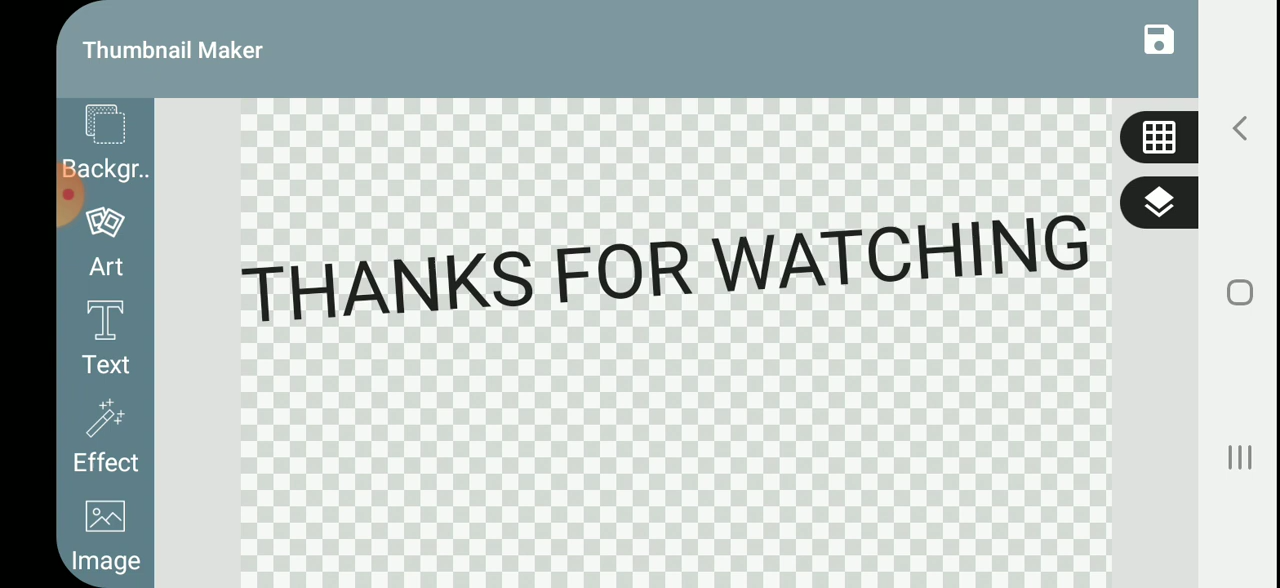 Thumbnail Maker
Backgr..
Art
Text
Effect
Image
THANKS FOR WATCHING